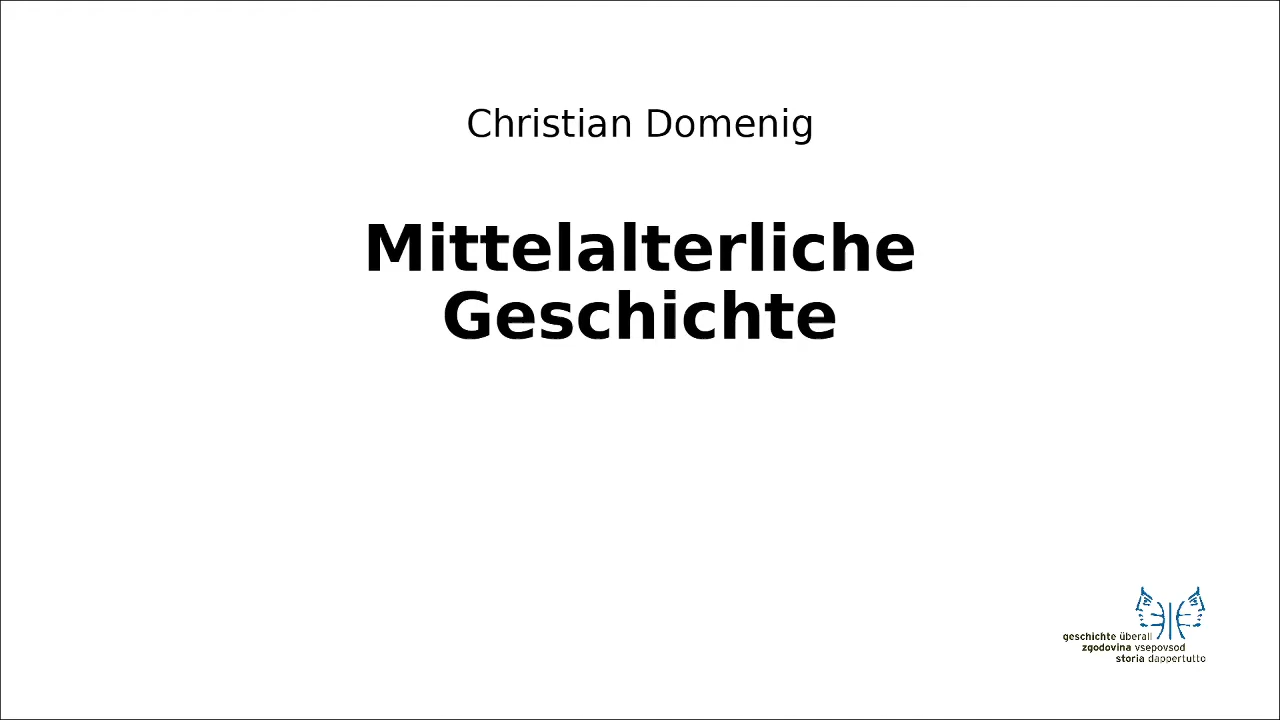 Christian Domenig
Mittelalterliche
Geschichte
geschichte überall
zgodovina vsepovsod
storia dappertutto